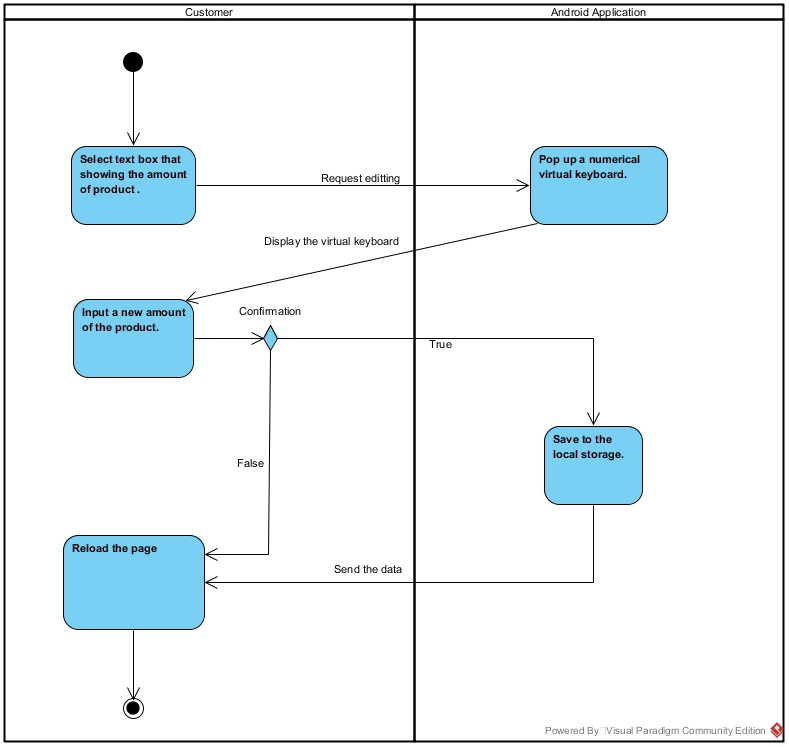 Customer
Android Application
Select text box that
showing the amount
of product .
Request editting
Pop up a numerical
virtual keyboard.
Display the virtual keyboard
Input a new amount
of the product.
Confirmation
True
Save to the
local storage.
False
Reload the page
Send the data
Powered By Visual Paradigm Community Edition